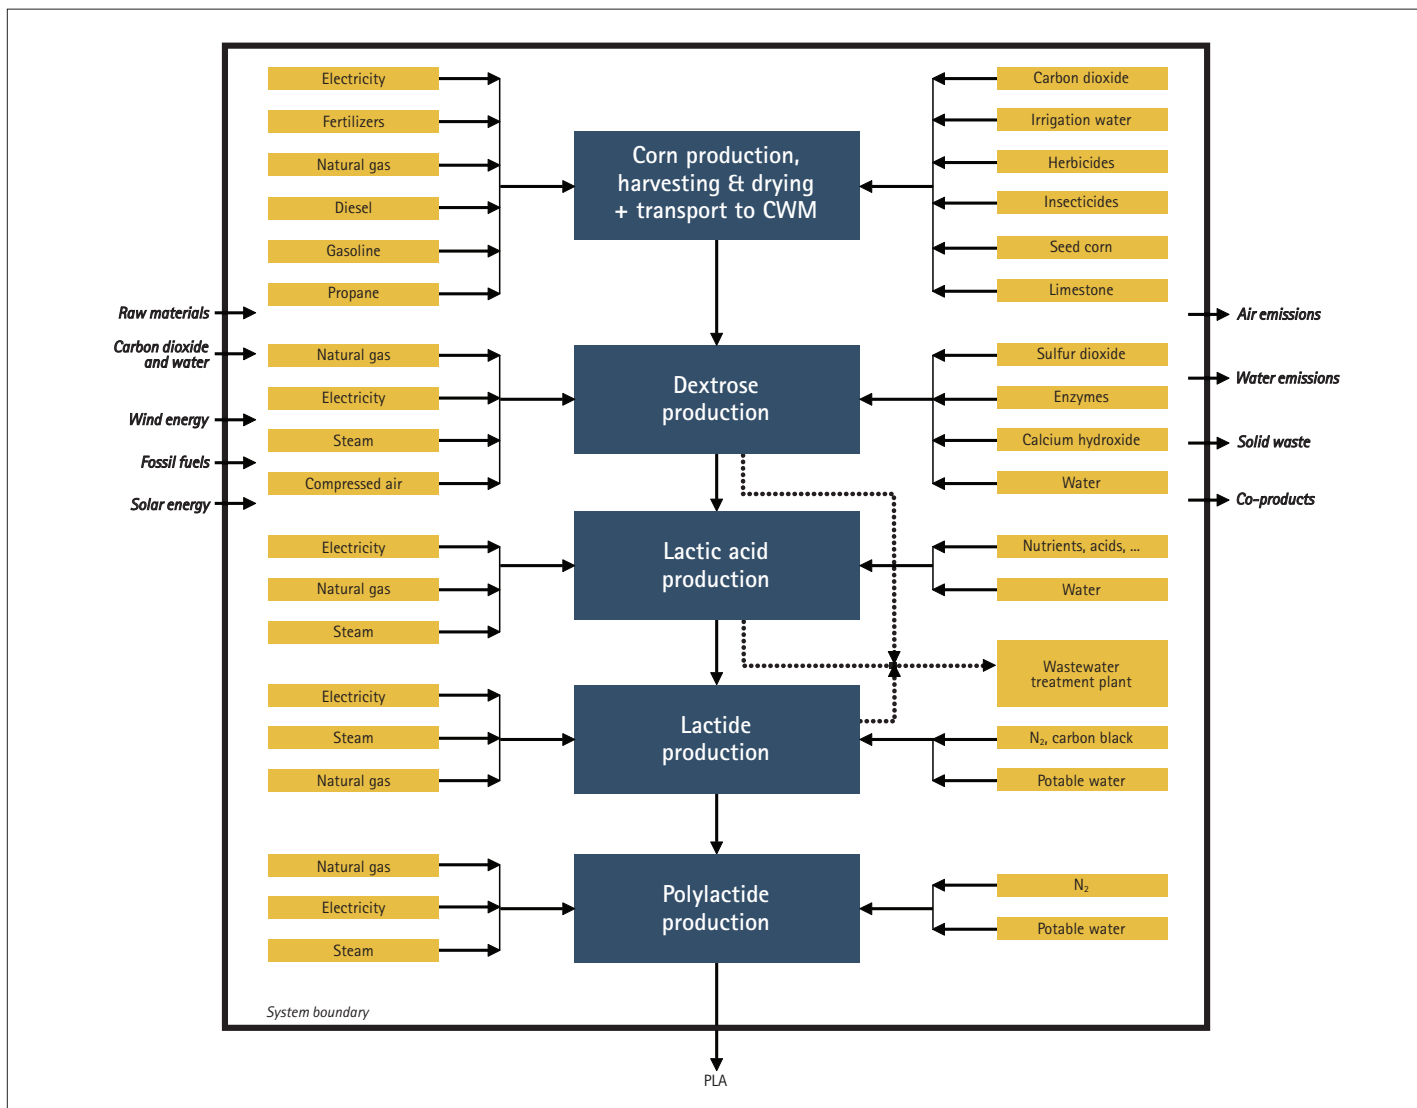 Electricity
Fertilizers
Natural gas
Diesel
Gasoline
Propane
Corn production,
harvesting & drying
+ transport to CWM
Carbon dioxide
Irrigation water
Herbicides
Insecticides
Seed corn
Limestone
Raw materials
Carbon dioxide
and water
Wind energy
Fossil fuels
Solar energy
Natural gas
Electricity
Steam
Compressed air
Dextrose
production
Sulfur dioxide
Enzymes
Calcium hydroxide
Water
Air emissions
Water emissions
Solid waste
Co-products
Electricity
Natural gas
Steam
Lactic acid
production
Nutrients, acids, ...
Water
Wastewater
treatment plant
Electricity
Steam
Natural gas
Lactide
production
N₂, carbon black
Potable water
Natural gas
Electricity
Steam
Polylactide
production
N₂
Potable water
System boundary
PLA